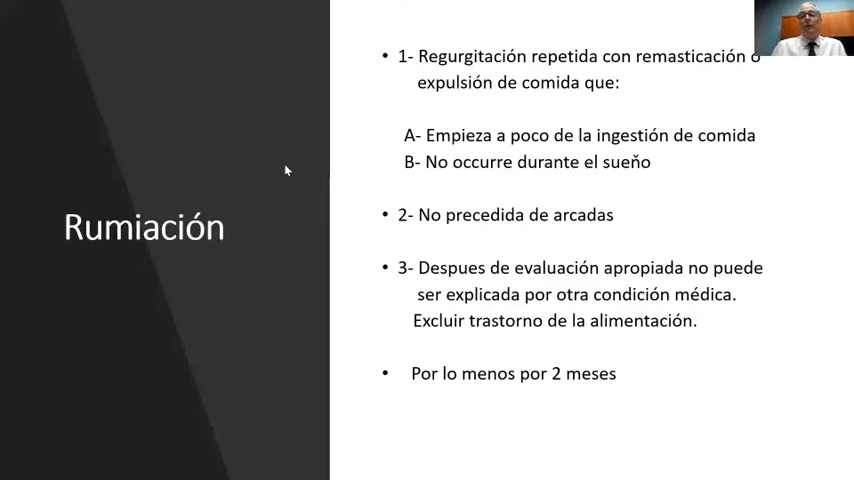 Rumiación
• 1- Regurgitación repetida con remasticación o
expulsión de comida que:
A- Empieza a poco de la ingestión de comida
B- No occurre durante el sueňo
• 2- No precedida de arcadas
• 3- Despues de evaluación apropiada no puede
ser explicada por otra condición médica.
Excluir trastorno de la alimentación.
• Por lo menos por 2 meses